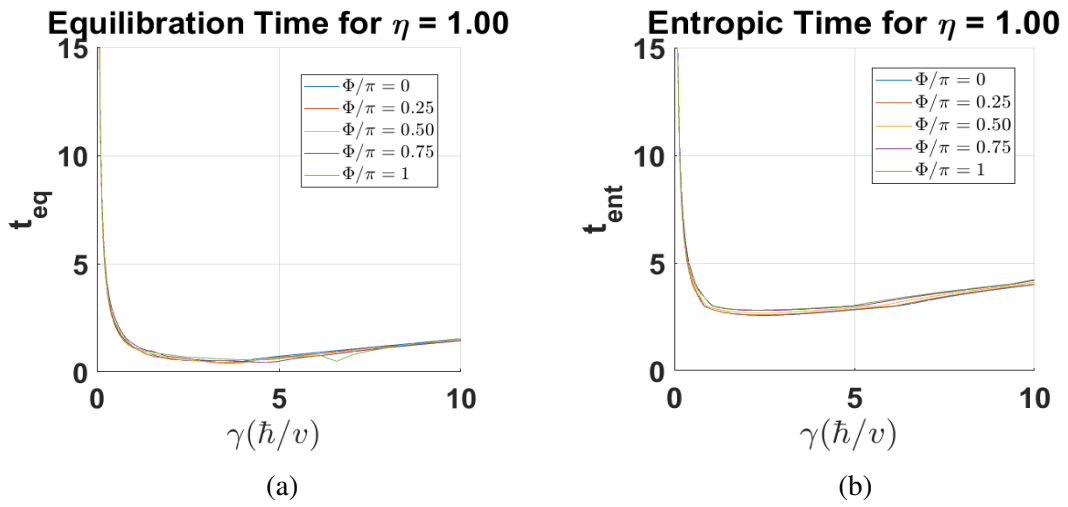 Equilibration Time for η = 1.00
15
10
5
0
0
5
10
t_eq
γ(ħ/v)
Φ/π = 0
Φ/π = 0.25
Φ/π = 0.50
Φ/π = 0.75
Φ/π = 1
(a)
Entropic Time for η = 1.00
15
10
5
0
0
5
10
t_ent
γ(ħ/v)
Φ/π = 0
Φ/π = 0.25
Φ/π = 0.50
Φ/π = 0.75
Φ/π = 1
(b)